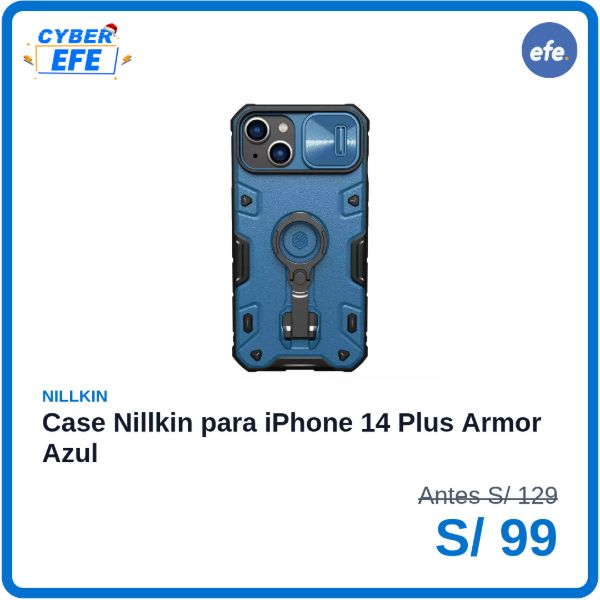 CYBER
EFE
efe.
NILLKIN
Case Nillkin para iPhone 14 Plus Armor
Azul
Antes S/ 129
S/ 99